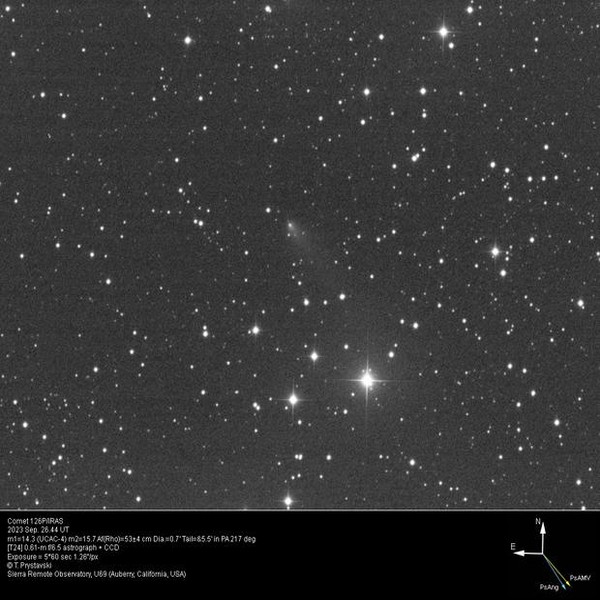 Comet 126P/IRAS
2023 Sep. 26.44 UT
m1=14.3 (UCAC-4) m2=15.7 Af(Rho)=53±4 cm Dia.=0.7' Tail=&5.5' in PA 217 deg
[T24] 0.61-m f/6.5 astrograph + CCD
Exposure = 5*60 sec 1.26"/px
© T. Prystavski
Sierra Remote Observatory, U69 (Auberry, California, USA)
N
E
PsAMV
PsAng